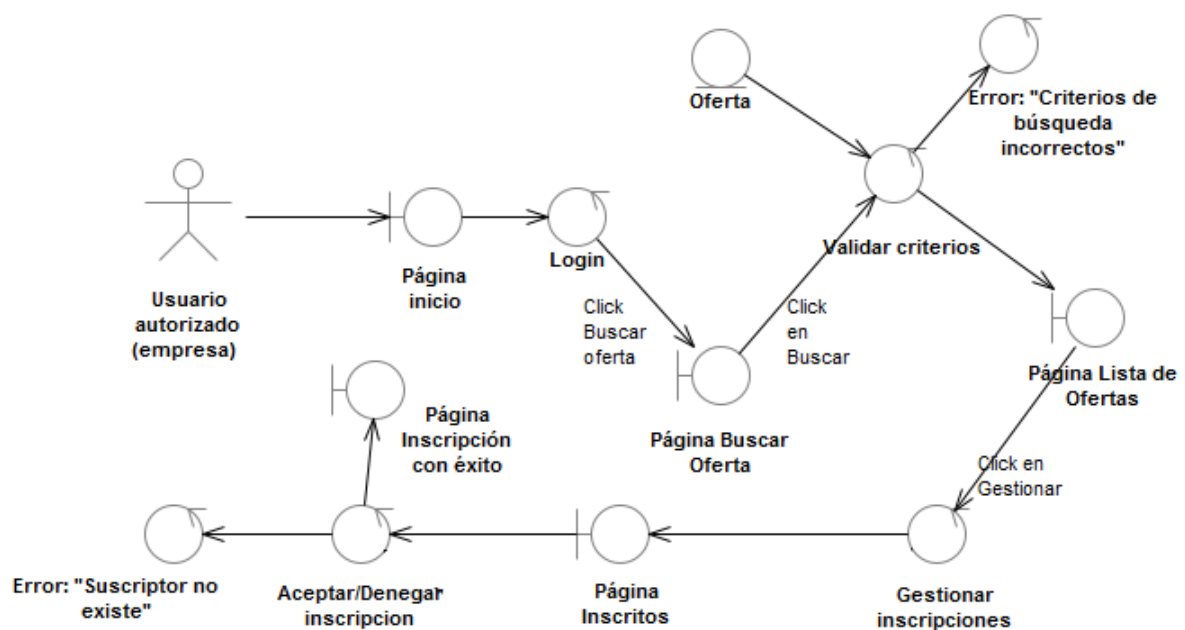 Oferta
Error: "Criterios de
búsqueda
incorrectos"
Validar criterios
Login
Página
inicio
Usuario
autorizado
(empresa)
Click
Buscar
oferta
Click
en
Buscar
Página Lista de
Ofertas
Página
Inscripción
con éxito
Página Buscar
Oferta
Click en
Gestionar
Error: "Suscriptor no
existe"
Aceptar/Denegar
inscripcion
Página
Inscritos
Gestionar
inscripciones